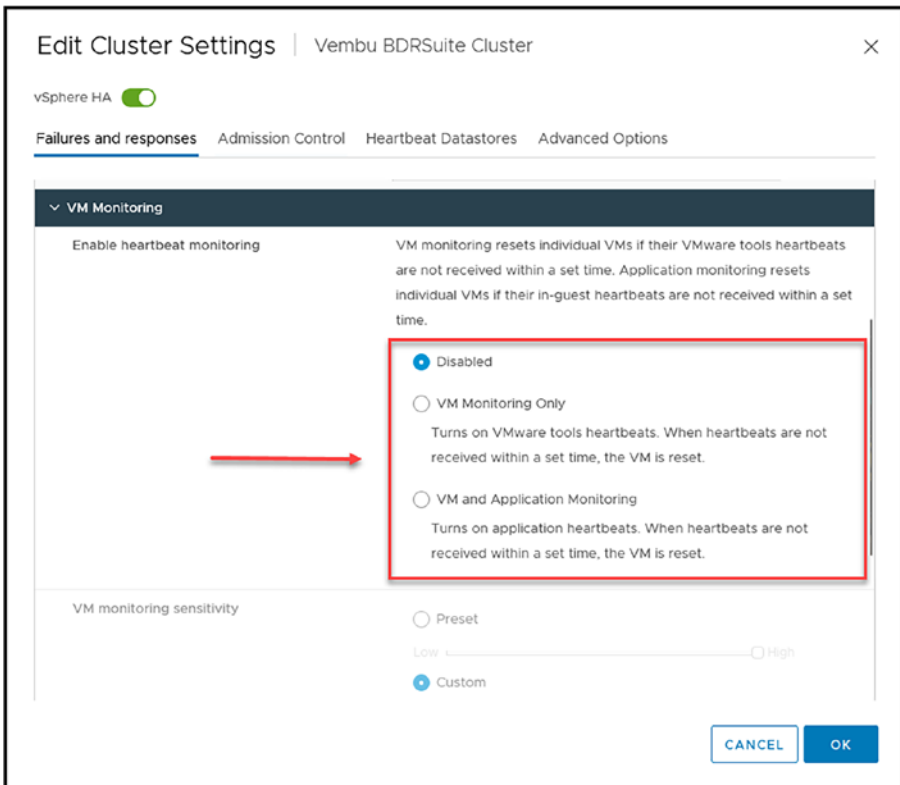 Edit Cluster Settings | Vembu BDRSuite Cluster
vSphere HA
Failures and responses Admission Control Heartbeat Datastores Advanced Options
VM Monitoring
Enable heartbeat monitoring
VM monitoring resets individual VMs if their VMware tools heartbeats
are not received within a set time. Application monitoring resets
individual VMs if their in-guest heartbeats are not received within a set
time.
Disabled
VM Monitoring Only
Turns on VMware tools heartbeats. When heartbeats are not
received within a set time, the VM is reset.
VM and Application Monitoring
Turns on application heartbeats. When heartbeats are not
received within a set time, the VM is reset.
VM monitoring sensitivity
Preset
Low High
Custom
CANCEL OK